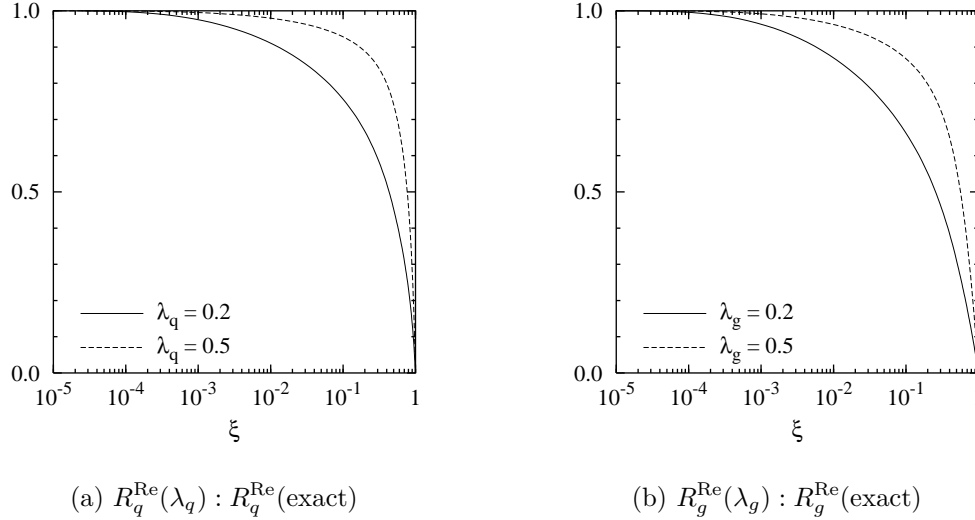 1.0
0.5
0.0
λ_q = 0.2
λ_q = 0.5
10^-5 10^-4 10^-3 10^-2 10^-1 1
ξ
(a) R_q^Re(λ_q) : R_q^Re(exact)
1.0
0.5
0.0
λ_g = 0.2
λ_g = 0.5
10^-5 10^-4 10^-3 10^-2 10^-1
ξ
(b) R_g^Re(λ_g) : R_g^Re(exact)